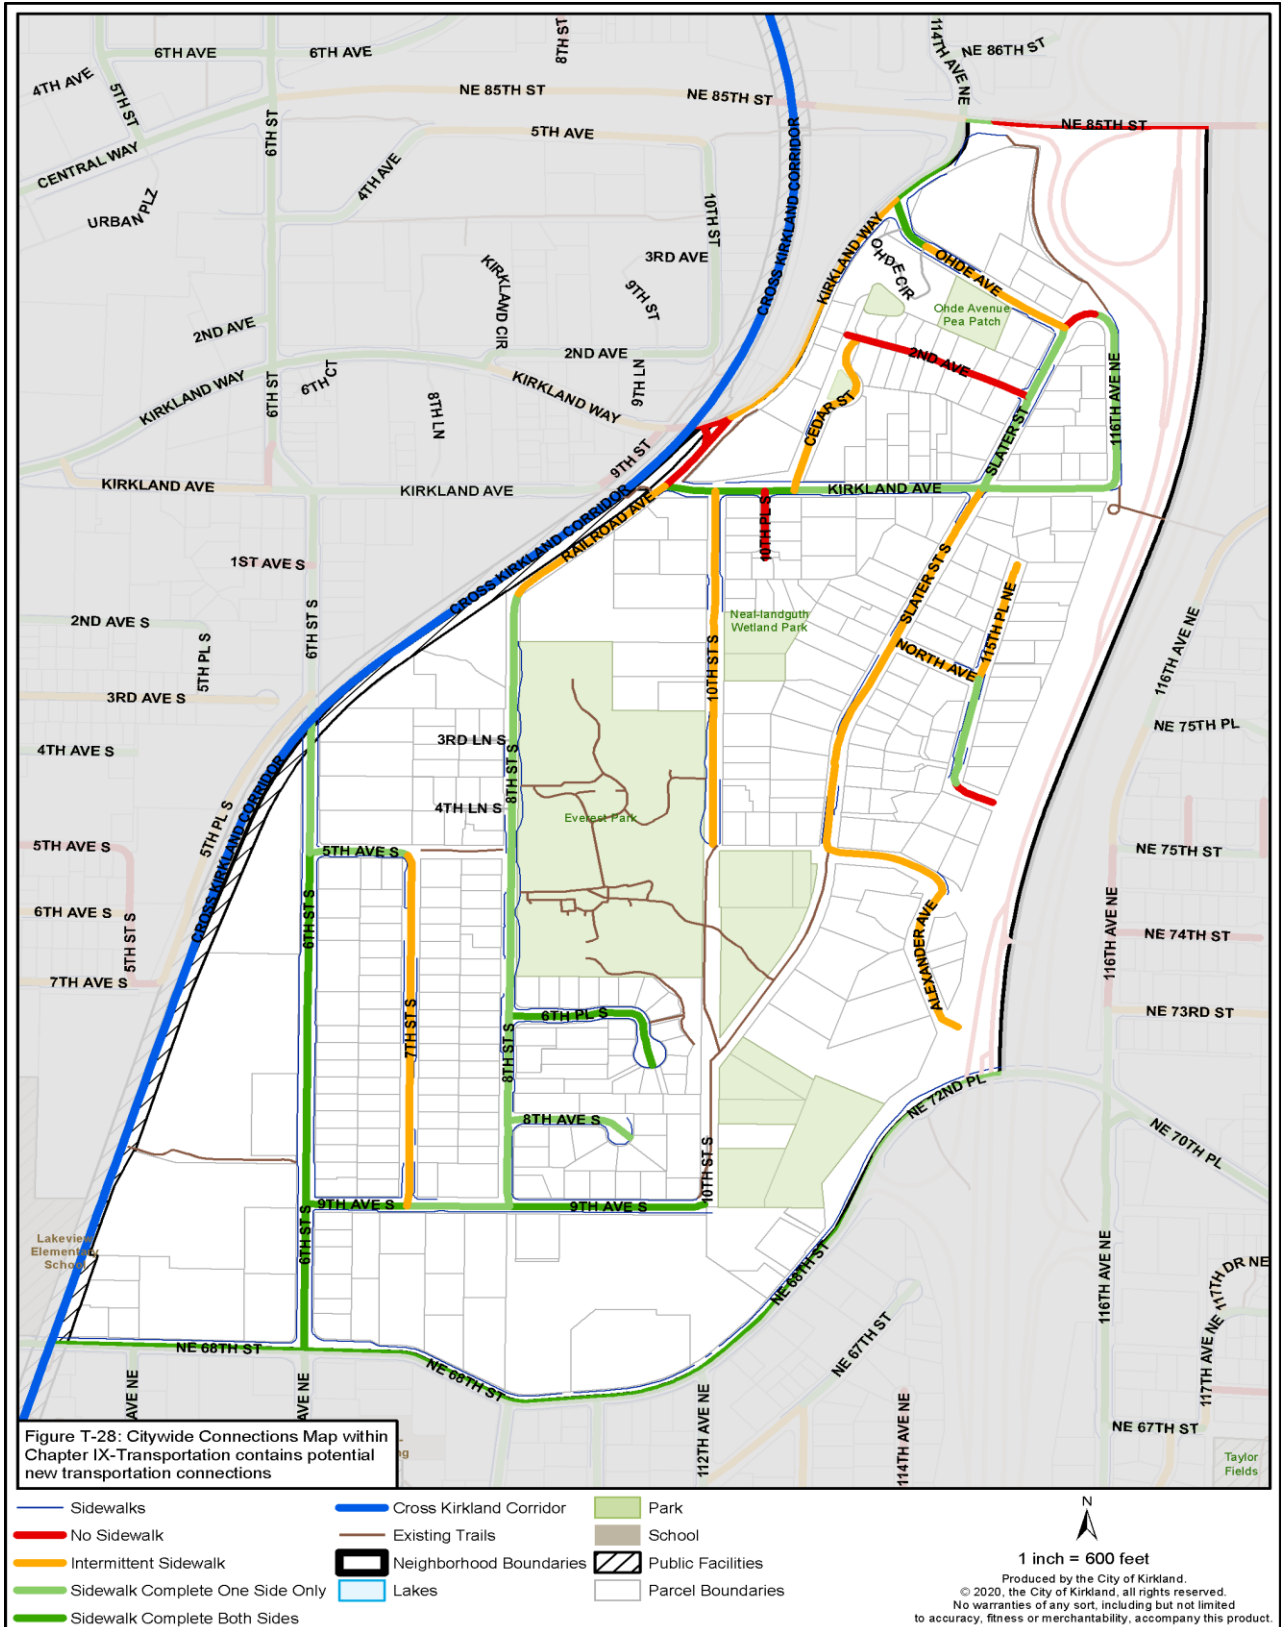 6TH AVE
6TH AVE
8TH ST
114TH AVE NE
NE 86TH ST
4TH AVE
5TH ST
NE 85TH ST
NE 85TH ST
NE 85TH ST
6TH ST
5TH AVE
CENTRAL WAY
4TH AVE
CROSS KIRKLAND CORRIDOR
URBAN PLZ
10TH ST
KIRKLAND WAY
OHDE CIR
OHDE AVE
3RD AVE
KIRKLAND CIR
9TH ST
Ohde Avenue
Pea Patch
2ND AVE
2ND AVE
2ND AVE
6TH CT
KIRKLAND WAY
6TH ST
KIRKLAND WAY
9TH LN
8TH LN
CEDAR ST
116TH AVE NE
SLATER ST
9TH ST
KIRKLAND AVE
KIRKLAND AVE
KIRKLAND AVE
CROSS KIRKLAND CORRIDOR
RAILROAD AVE
10TH PL S
1ST AVE S
SLATER ST S
115TH PL NE
2ND AVE S
5TH PL S
6TH ST S
Neal-landguth
Wetland Park
NORTH AVE
116TH AVE NE
3RD AVE S
10TH ST S
NE 75TH PL
4TH AVE S
3RD LN S
8TH ST S
4TH LN S
Everest Park
5TH PL S
CROSS KIRKLAND CORRIDOR
5TH AVE S
5TH AVE S
NE 75TH ST
6TH AVE S
5TH ST S
6TH ST S
ALEXANDER AVE
116TH AVE NE
NE 74TH ST
7TH AVE S
7TH ST S
6TH PL S
NE 73RD ST
8TH ST S
NE 72ND PL
8TH AVE S
NE 70TH PL
10TH ST S
9TH AVE S
9TH AVE S
6TH ST S
Lakeview
Elementary
School
NE 68TH ST
116TH AVE NE
117TH DR NE
NE 68TH ST
NE 68TH ST
NE 67TH ST
117TH AVE NE
AVE NE
AVE NE
112TH AVE NE
114TH AVE NE
NE 67TH ST
Taylor
Fields
Figure T-28: Citywide Connections Map within
Chapter IX-Transportation contains potential
new transportation connections
ng
Sidewalks
No Sidewalk
Intermittent Sidewalk
Sidewalk Complete One Side Only
Sidewalk Complete Both Sides
Cross Kirkland Corridor
Existing Trails
Neighborhood Boundaries
Lakes
Park
School
Public Facilities
Parcel Boundaries
N
1 inch = 600 feet
Produced by the City of Kirkland.
© 2020, the City of Kirkland, all rights reserved.
No warranties of any sort, including but not limited
to accuracy, fitness or merchantability, accompany this product.